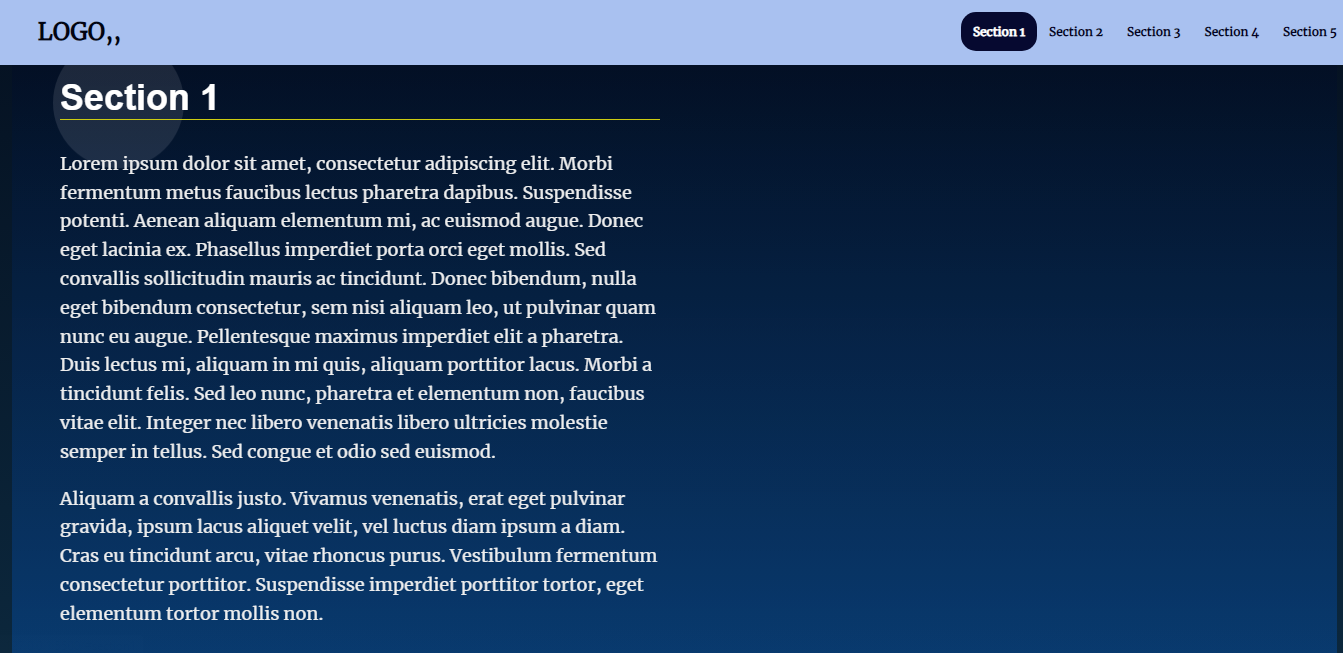 LOGO,,
Section 1
Section 2
Section 3
Section 4
Section 5
Section 1
Lorem ipsum dolor sit amet, consectetur adipiscing elit. Morbi
fermentum metus faucibus lectus pharetra dapibus. Suspendisse
potenti. Aenean aliquam elementum mi, ac euismod augue. Donec
eget lacinia ex. Phasellus imperdiet porta orci eget mollis. Sed
convallis sollicitudin mauris ac tincidunt. Donec bibendum, nulla
eget bibendum consectetur, sem nisi aliquam leo, ut pulvinar quam
nunc eu augue. Pellentesque maximus imperdiet elit a pharetra.
Duis lectus mi, aliquam in mi quis, aliquam porttitor lacus. Morbi a
tincidunt felis. Sed leo nunc, pharetra et elementum non, faucibus
vitae elit. Integer nec libero venenatis libero ultricies molestie
semper in tellus. Sed congue et odio sed euismod.
Aliquam a convallis justo. Vivamus venenatis, erat eget pulvinar
gravida, ipsum lacus aliquet velit, vel luctus diam ipsum a diam.
Cras eu tincidunt arcu, vitae rhoncus purus. Vestibulum fermentum
consectetur porttitor. Suspendisse imperdiet porttitor tortor, eget
elementum tortor mollis non.